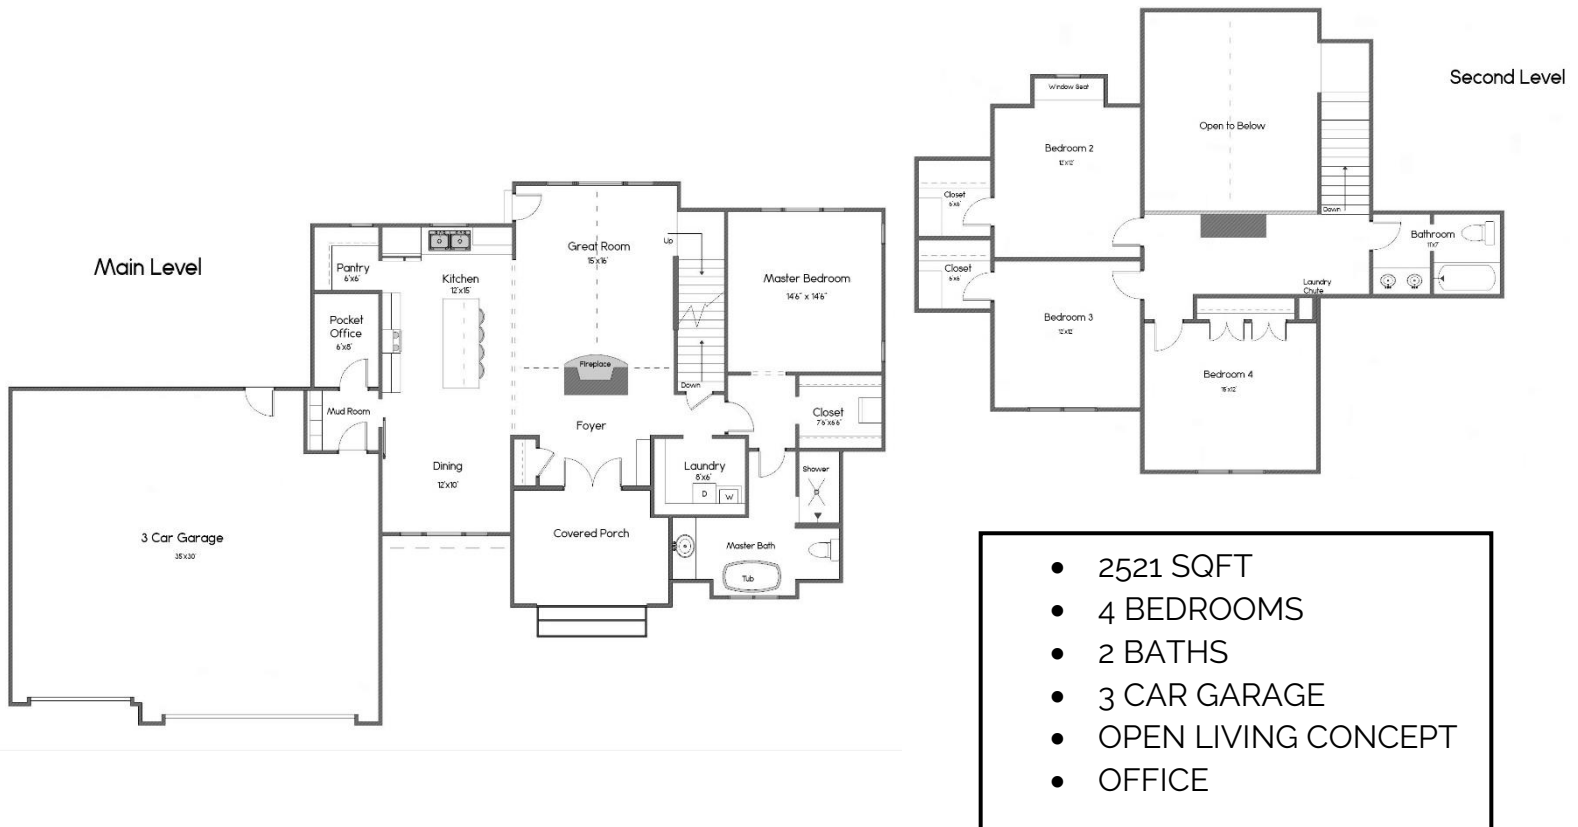 Main Level
Pantry
6'x6'
Kitchen
12'x15'
Great Room
15'x16'
Up
Master Bedroom
14'6" x 14'6"
Pocket
Office
6'x8'
Fireplace
Down
Mud Room
Foyer
Closet
7'6"x6'6"
Dining
12'x10'
Laundry
8'x6'
D
W
Shower
3 Car Garage
35'x30'
Covered Porch
Master Bath
Tub
Second Level
Window Seat
Open to Below
Bedroom 2
12'x12'
Closet
Down
Bathroom
11'x7'
Closet
Laundry
Chute
Bedroom 3
12'x12'
Bedroom 4
15'x12'
• 2521 SQFT
• 4 BEDROOMS
• 2 BATHS
• 3 CAR GARAGE
• OPEN LIVING CONCEPT
• OFFICE